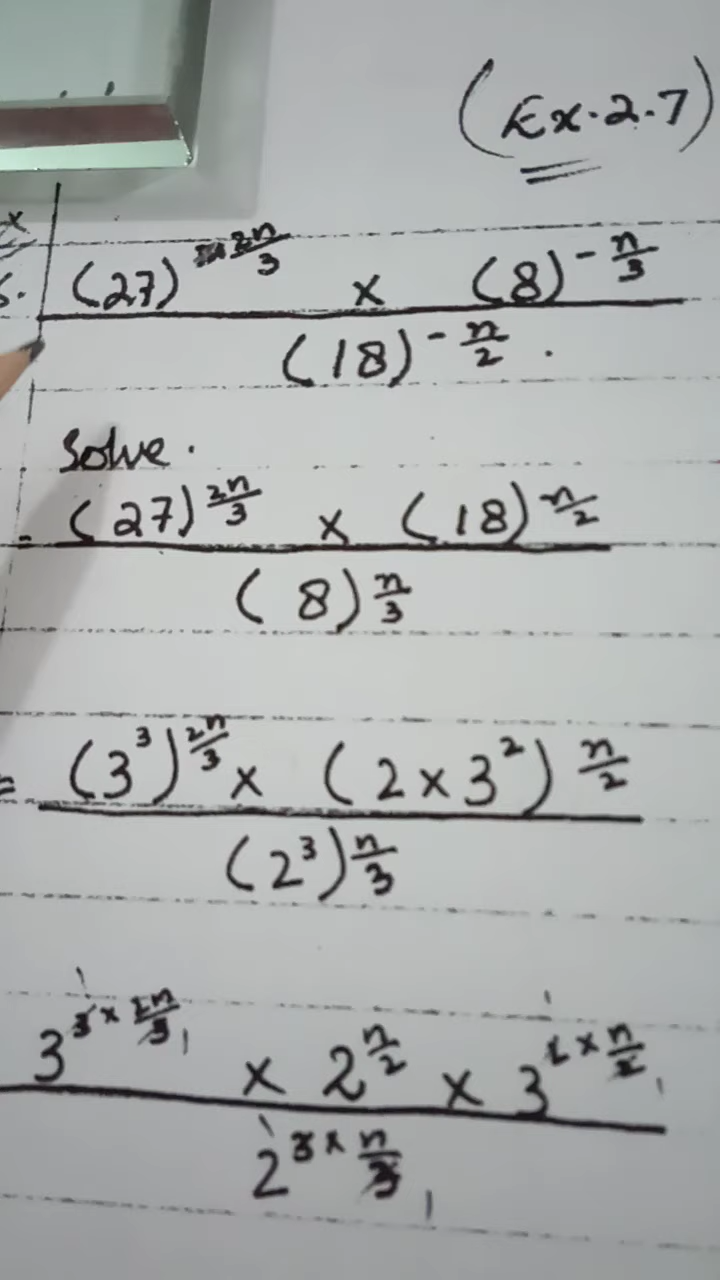 (Ex.2.7)
(27)^(2n/3) × (8)^(-n/3)
(18)^(-n/2) .
Solve.
= (27)^(2n/3) × (18)^(n/2)
(8)^(n/3)
= (3^3)^(2n/3) × (2×3^2)^(n/2)
(2^3)^(n/3)
3^(3×2n/3) × 2^(n/2) × 3^(2×n/2)
2^(3×n/3)